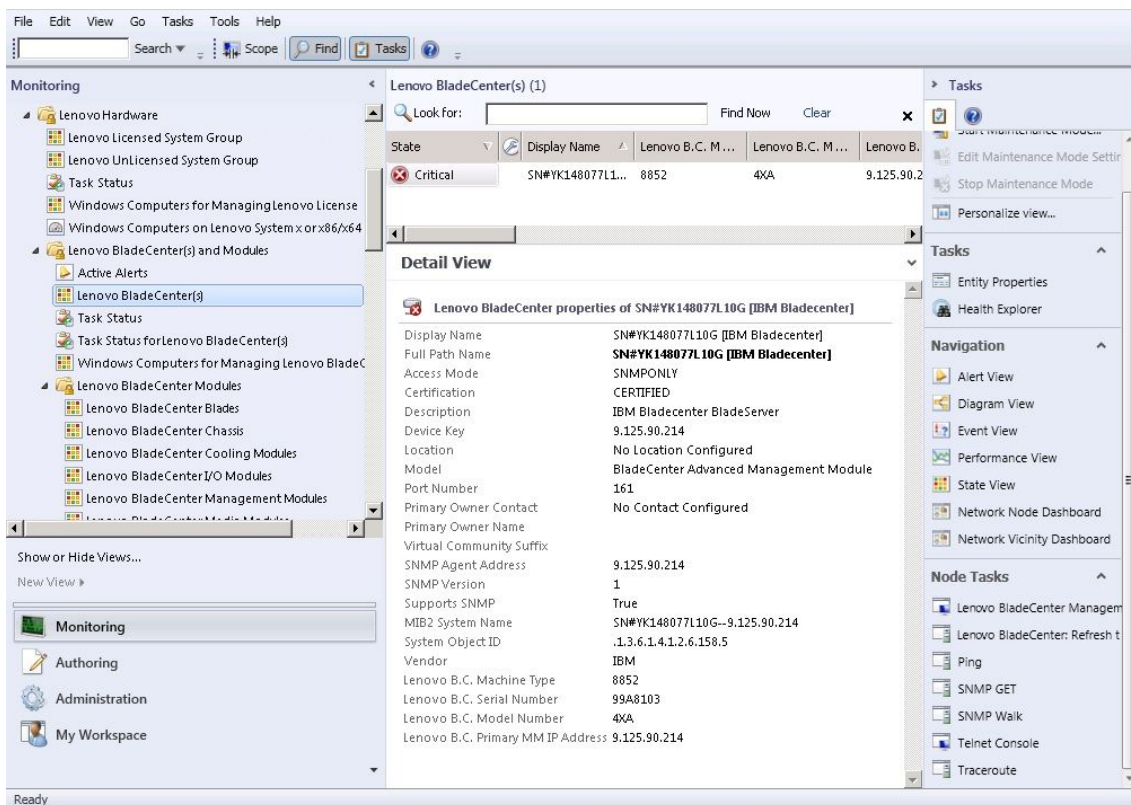 File Edit View Go Tasks Tools Help
Search Scope Find Tasks
Monitoring
Lenovo Hardware
Lenovo Licensed System Group
Lenovo UnLicensed System Group
Task Status
Windows Computers for Managing Lenovo License
Windows Computers on Lenovo System x or x86/x64
Lenovo BladeCenter(s) and Modules
Active Alerts
Lenovo BladeCenter(s)
Task Status
Task Status for Lenovo BladeCenter(s)
Windows Computers for Managing Lenovo BladeC
Lenovo BladeCenter Modules
Lenovo BladeCenter Blades
Lenovo BladeCenter Chassis
Lenovo BladeCenter Cooling Modules
Lenovo BladeCenter I/O Modules
Lenovo BladeCenter Management Modules
Show or Hide Views...
New View
Monitoring
Authoring
Administration
My Workspace
Lenovo BladeCenter(s) (1)
Look for: Find Now Clear
State Display Name Lenovo B.C. M... Lenovo B.C. M... Lenovo B.
Critical SN#YK148077L1... 8852 4XA 9.125.90.2
Detail View
Lenovo BladeCenter properties of SN#YK148077L10G [IBM Bladecenter]
Display Name SN#YK148077L10G [IBM Bladecenter]
Full Path Name SN#YK148077L10G [IBM Bladecenter]
Access Mode SNMPONLY
Certification CERTIFIED
Description IBM Bladecenter BladeServer
Device Key 9.125.90.214
Location No Location Configured
Model BladeCenter Advanced Management Module
Port Number 161
Primary Owner Contact No Contact Configured
Primary Owner Name
Virtual Community Suffix
SNMP Agent Address 9.125.90.214
SNMP Version 1
Supports SNMP True
MIB2 System Name SN#YK148077L10G--9.125.90.214
System Object ID .1.3.6.1.4.1.2.6.158.5
Vendor IBM
Lenovo B.C. Machine Type 8852
Lenovo B.C. Serial Number 99A8103
Lenovo B.C. Model Number 4XA
Lenovo B.C. Primary MM IP Address 9.125.90.214
Tasks
Start Maintenance Mode...
Edit Maintenance Mode Settin
Stop Maintenance Mode
Personalize view...
Tasks
Entity Properties
Health Explorer
Navigation
Alert View
Diagram View
Event View
Performance View
State View
Network Node Dashboard
Network Vicinity Dashboard
Node Tasks
Lenovo BladeCenter Managem
Lenovo BladeCenter: Refresh t
Ping
SNMP GET
SNMP Walk
Telnet Console
Traceroute
Ready